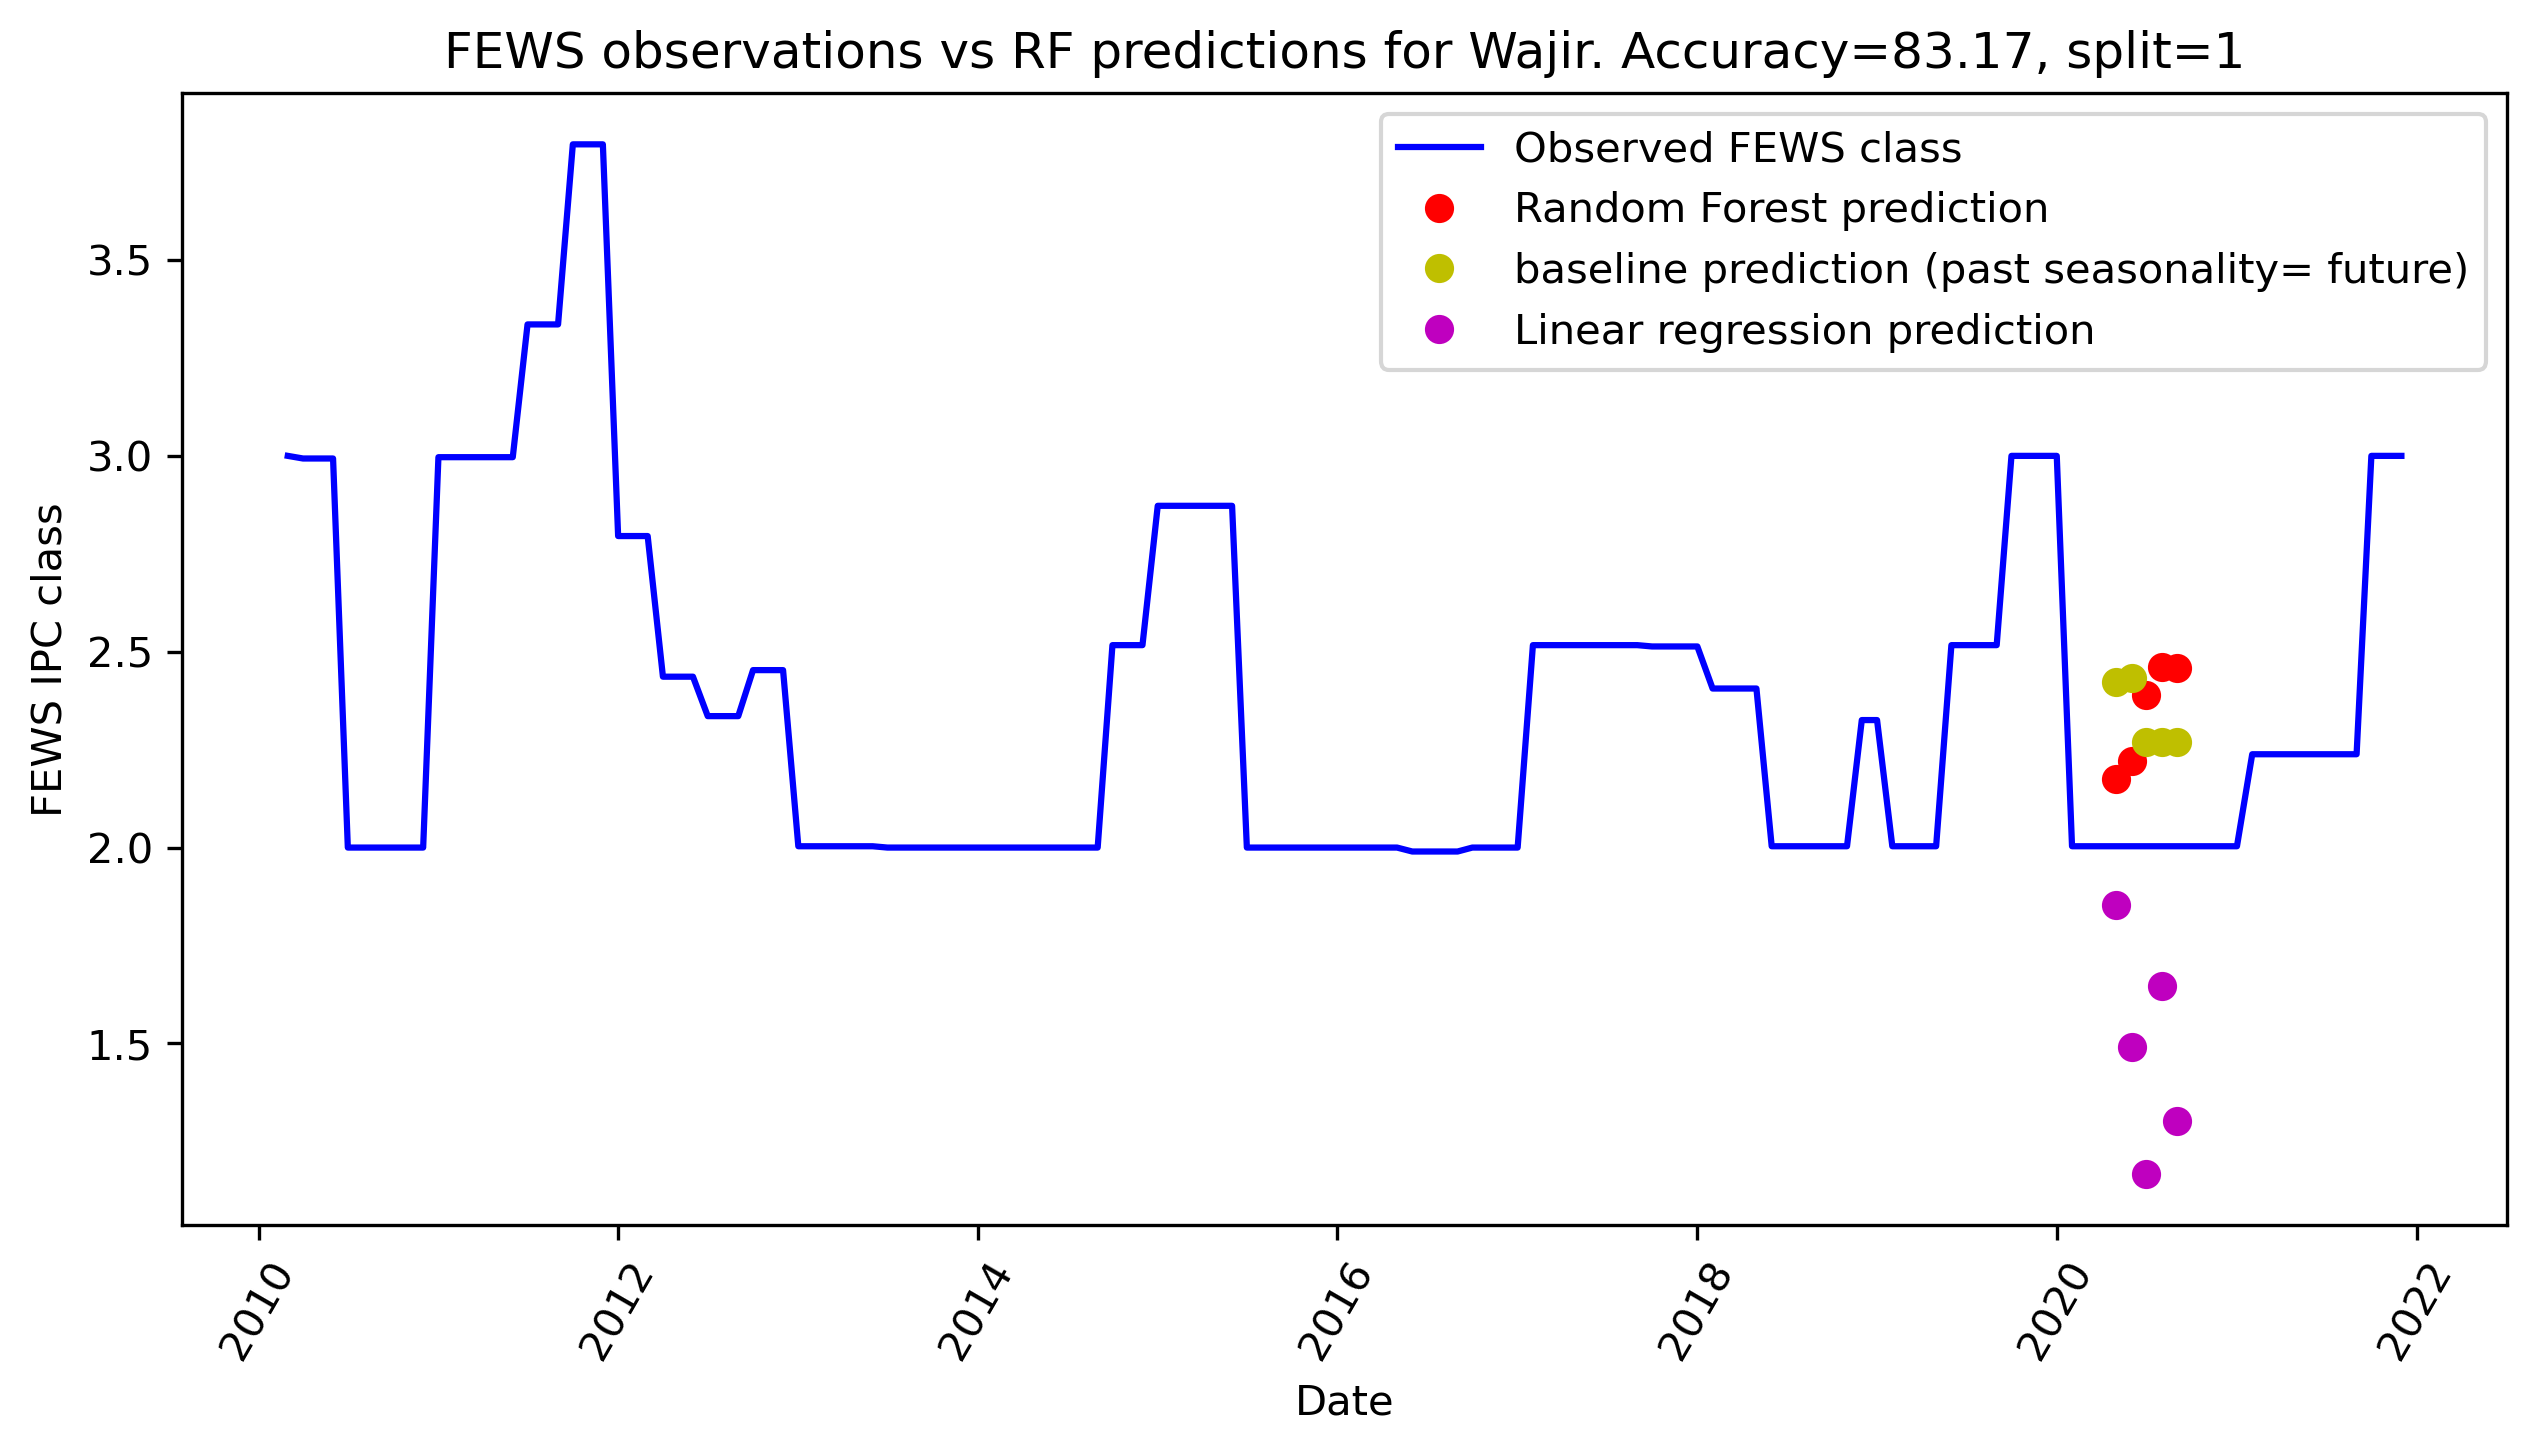 FEWS observations vs RF predictions for Wajir. Accuracy=83.17, split=1
Observed FEWS class
Random Forest prediction
baseline prediction (past seasonality= future)
Linear regression prediction
FEWS IPC class
3.5
3.0
2.5
2.0
1.5
2010
2012
2014
2016
2018
2020
2022
Date